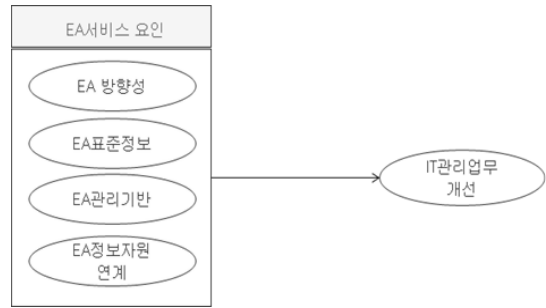 EA서비스 요인
EA 방향성
EA표준정보
EA관리기반
EA정보자원
연계
IT관리업무
개선